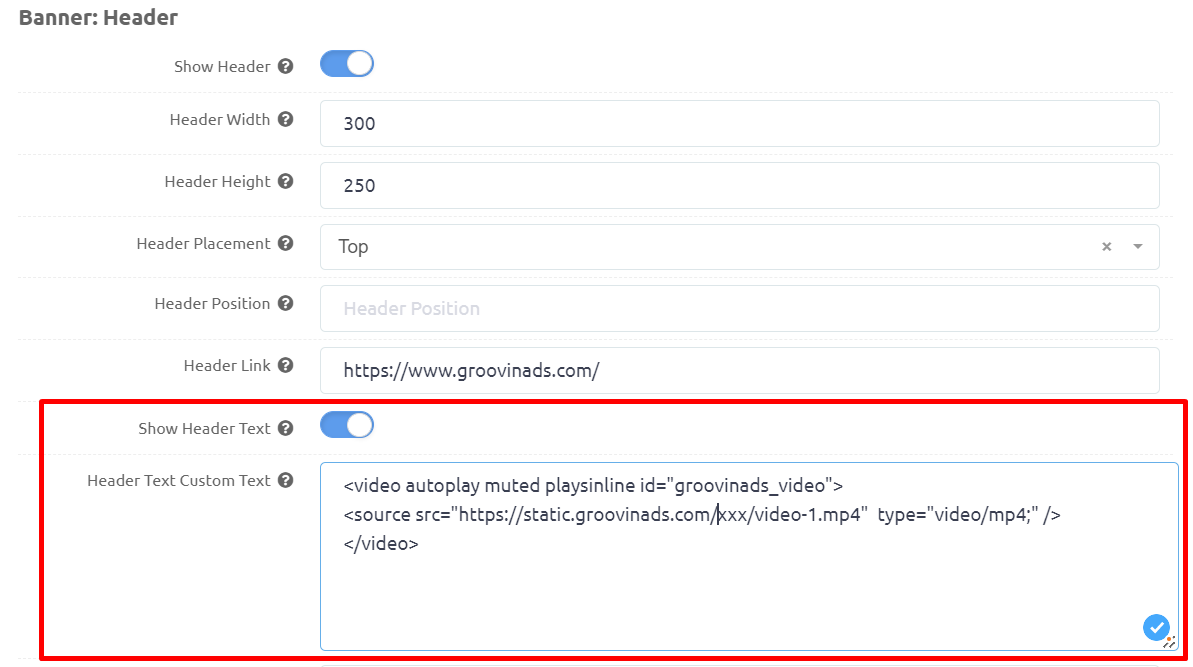 Banner: Header
Show Header
Header Width 300
Header Height 250
Header Placement Top
Header Position Header Position
Header Link https://www.groovinads.com/
Show Header Text
Header Text Custom Text <video autoplay muted playsinline id="groovinads_video">
<source src="https://static.groovinads.com/xxx/video-1.mp4"  type="video/mp4;" />
</video>